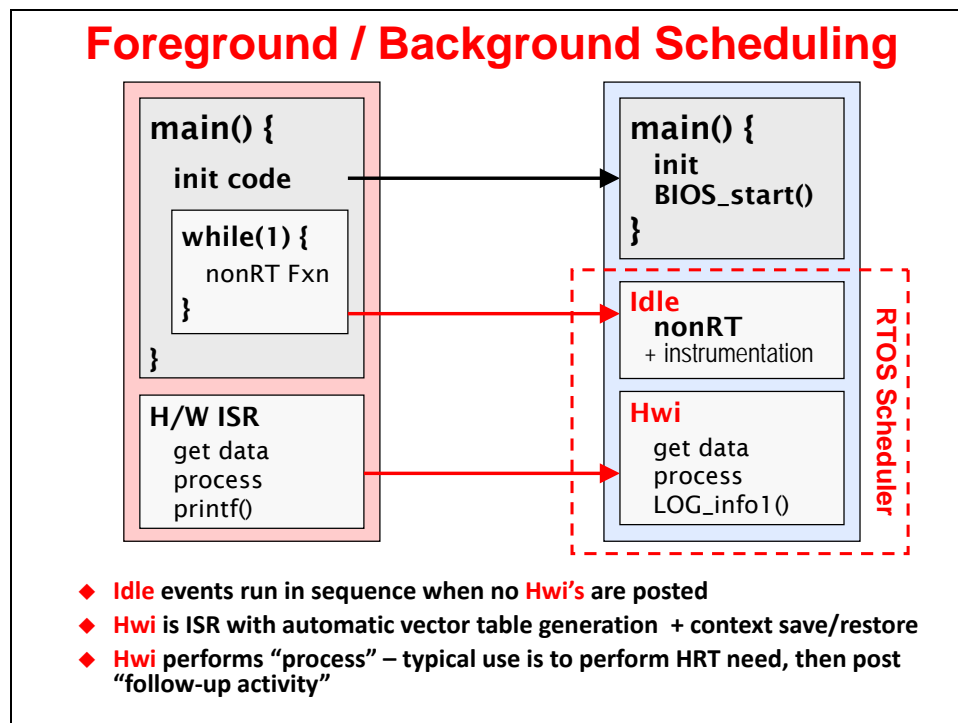 Foreground / Background Scheduling
main() {
init code
while(1) {
nonRT Fxn
}
}
H/W ISR
get data
process
printf()
main() {
init
BIOS_start()
}
Idle
nonRT
+ instrumentation
Hwi
get data
process
LOG_info1()
RTOS Scheduler
Idle events run in sequence when no Hwi's are posted
Hwi is ISR with automatic vector table generation + context save/restore
Hwi performs “process” – typical use is to perform HRT need, then post
“follow-up activity”